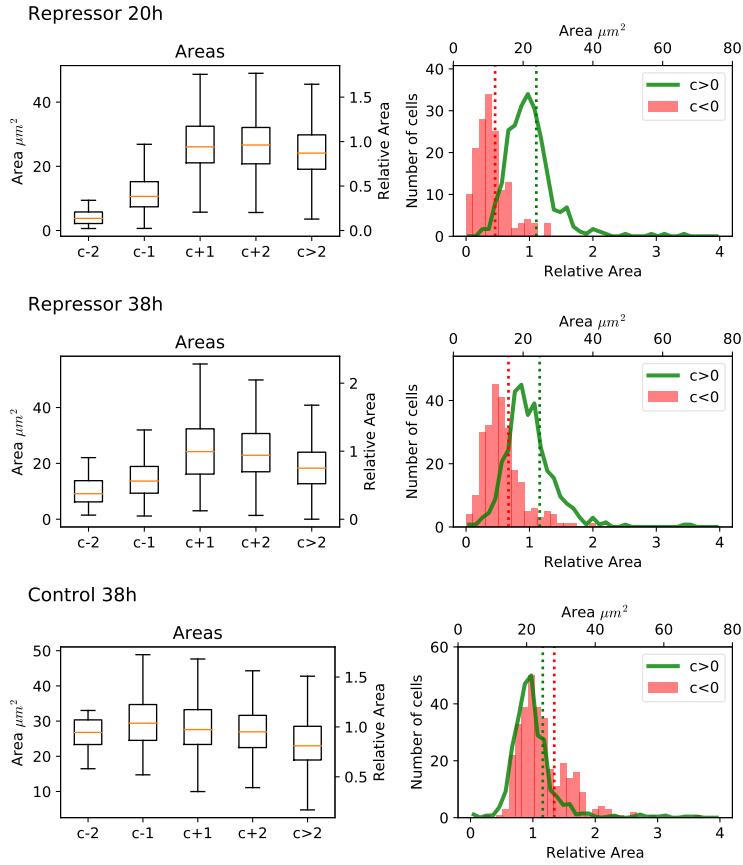 Repressor 20h
Areas
Area μm²
40
20
0
1.5
1.0
0.5
0.0
Relative Area
c-2 c-1 c+1 c+2 c>2
Area μm²
0 20 40 60 80
Number of cells
40
30
20
10
0
c>0
c<0
0 1 2 3 4
Relative Area
Repressor 38h
Areas
Area μm²
40
20
0
2
1
0
Relative Area
c-2 c-1 c+1 c+2 c>2
Area μm²
0 20 40 60 80
Number of cells
40
20
0
c>0
c<0
0 1 2 3 4
Relative Area
Control 38h
Areas
Area μm²
50
40
30
20
10
1.5
1.0
0.5
Relative Area
c-2 c-1 c+1 c+2 c>2
Area μm²
0 20 40 60 80
Number of cells
60
50
40
30
20
10
0
c>0
c<0
0 1 2 3 4
Relative Area